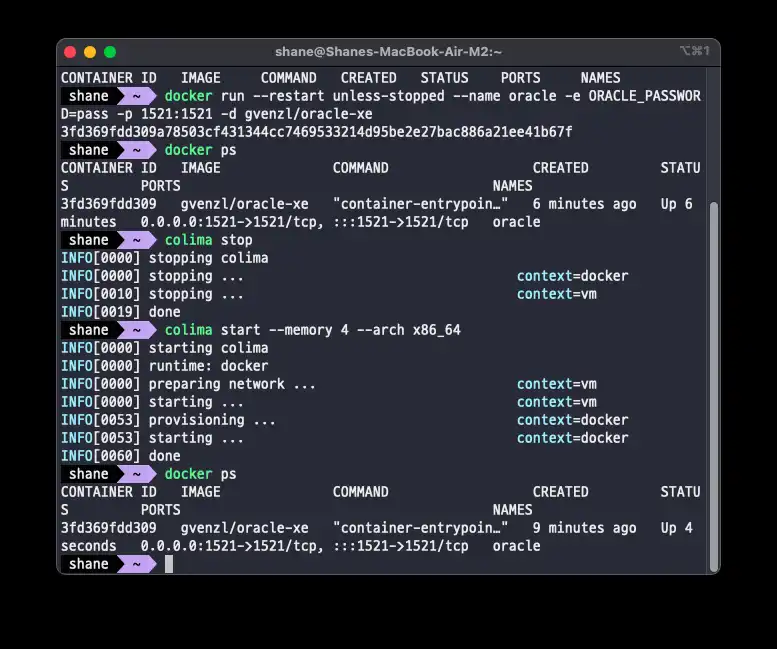 shane@Shanes-MacBook-Air-M2:~
⌥⌘1
CONTAINER ID   IMAGE     COMMAND   CREATED   STATUS    PORTS     NAMES
shane ~ docker run --restart unless-stopped --name oracle -e ORACLE_PASSWOR
D=pass -p 1521:1521 -d gvenzl/oracle-xe
3fd369fdd309a78503cf431344cc7469533214d95be2e27bac886a21ee41b67f
shane ~ docker ps
CONTAINER ID   IMAGE              COMMAND                  CREATED         STATU
S         PORTS                                       NAMES
3fd369fdd309   gvenzl/oracle-xe   "container-entrypoin…"   6 minutes ago   Up 6
minutes   0.0.0.0:1521->1521/tcp, :::1521->1521/tcp   oracle
shane ~ colima stop
INFO[0000] stopping colima
INFO[0000] stopping ...                                  context=docker
INFO[0010] stopping ...                                  context=vm
INFO[0019] done
shane ~ colima start --memory 4 --arch x86_64
INFO[0000] starting colima
INFO[0000] runtime: docker
INFO[0000] preparing network ...                         context=vm
INFO[0000] starting ...                                  context=vm
INFO[0053] provisioning ...                              context=docker
INFO[0053] starting ...                                  context=docker
INFO[0060] done
shane ~ docker ps
CONTAINER ID   IMAGE              COMMAND                  CREATED         STATU
S         PORTS                                       NAMES
3fd369fdd309   gvenzl/oracle-xe   "container-entrypoin…"   9 minutes ago   Up 4
seconds   0.0.0.0:1521->1521/tcp, :::1521->1521/tcp   oracle
shane ~